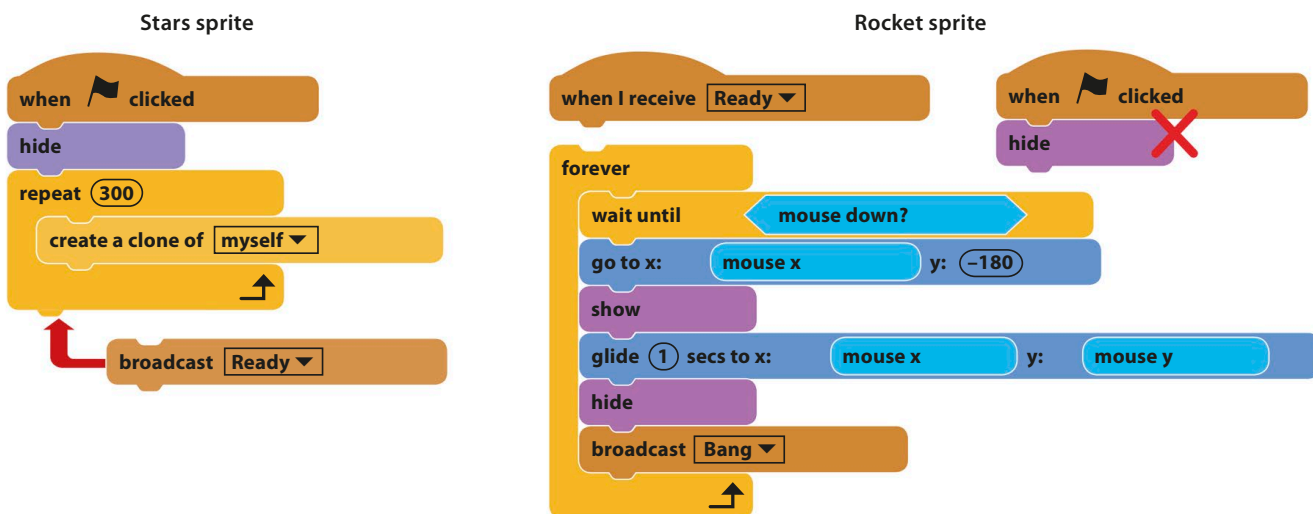 Stars sprite
when clicked
hide
repeat 300
create a clone of myself
broadcast Ready
Rocket sprite
when I receive Ready
forever
wait until mouse down?
go to x: mouse x y: –180
show
glide 1 secs to x: mouse x y: mouse y
hide
broadcast Bang
when clicked
hide